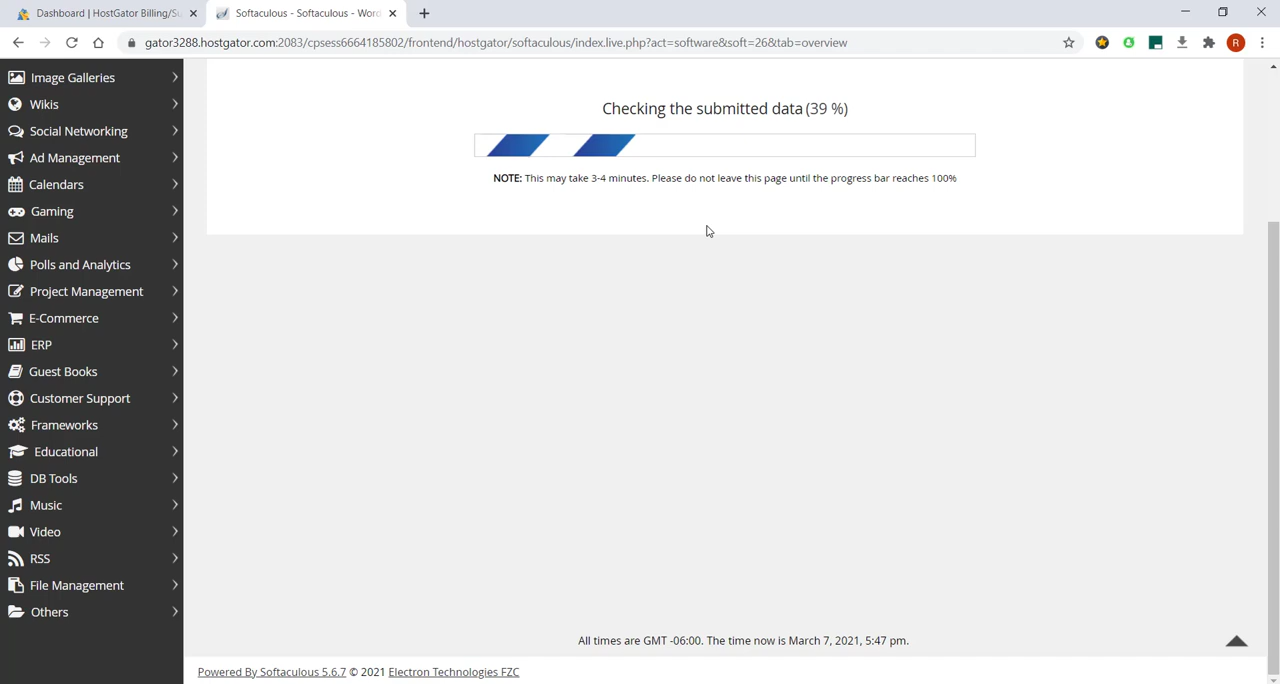 Dashboard | HostGator Billing/Su
Softaculous - Softaculous - Word
gator3288.hostgator.com:2083/cpsess6664185802/frontend/hostgator/softaculous/index.live.php?act=software&soft=26&tab=overview
R
Image Galleries
Wikis
Social Networking
Ad Management
Calendars
Gaming
Mails
Polls and Analytics
Project Management
E-Commerce
ERP
Guest Books
Customer Support
Frameworks
Educational
DB Tools
Music
Video
RSS
File Management
Others
Checking the submitted data (39 %)
NOTE: This may take 3-4 minutes. Please do not leave this page until the progress bar reaches 100%
All times are GMT -06:00. The time now is March 7, 2021, 5:47 pm.
Powered By Softaculous 5.6.7 © 2021 Electron Technologies FZC